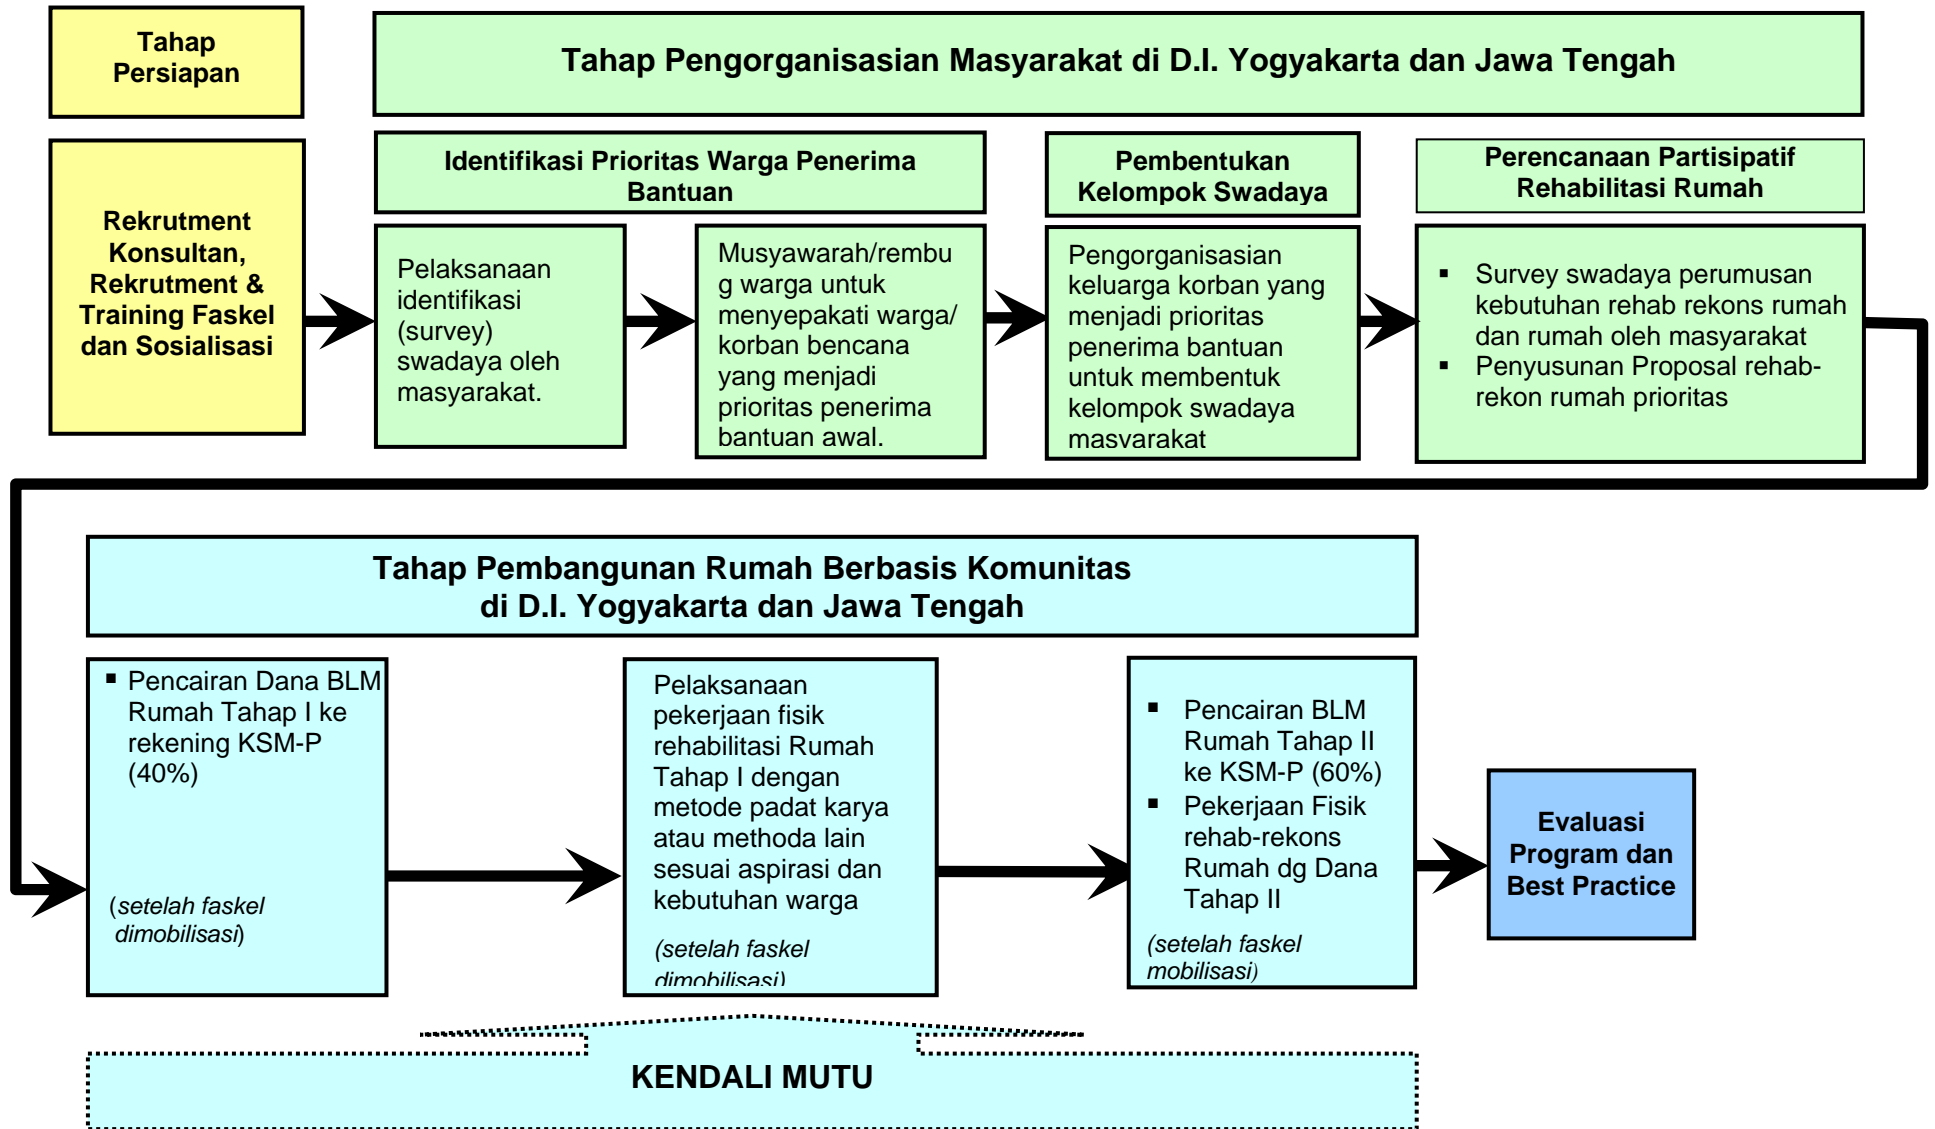 Tahap
Persiapan
Tahap Pengorganisasian Masyarakat di D.I. Yogyakarta dan Jawa Tengah
Rekrutment
Konsultan,
Rekrutment &
Training Faskel
dan Sosialisasi
Identifikasi Prioritas Warga Penerima
Bantuan
Pelaksanaan
identifikasi
(survey)
swadaya oleh
masyarakat.
Musyawarah/rembu
g warga untuk
menyepakati warga/
korban bencana
yang menjadi
prioritas penerima
bantuan awal.
Pembentukan
Kelompok Swadaya
Pengorganisasian
keluarga korban yang
menjadi prioritas
penerima bantuan
untuk membentuk
kelompok swadaya
masyarakat
Perencanaan Partisipatif
Rehabilitasi Rumah
▪ Survey swadaya perumusan
kebutuhan rehab rekons rumah
dan rumah oleh masyarakat
▪ Penyusunan Proposal rehab-
rekon rumah prioritas
Tahap Pembangunan Rumah Berbasis Komunitas
di D.I. Yogyakarta dan Jawa Tengah
▪ Pencairan Dana BLM
Rumah Tahap I ke
rekening KSM-P
(40%)
(setelah faskel
dimobilisasi)
Pelaksanaan
pekerjaan fisik
rehabilitasi Rumah
Tahap I dengan
metode padat karya
atau methoda lain
sesuai aspirasi dan
kebutuhan warga
(setelah faskel
dimobilisasi)
▪ Pencairan BLM
Rumah Tahap II
ke KSM-P (60%)
▪ Pekerjaan Fisik
rehab-rekons
Rumah dg Dana
Tahap II
(setelah faskel
mobilisasi)
Evaluasi
Program dan
Best Practice
KENDALI MUTU